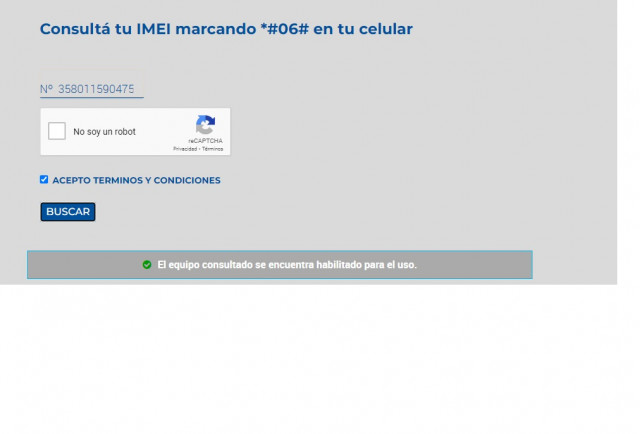 Consultá tu IMEI marcando *#06# en tu celular
Nº 358011590475
No soy un robot
reCAPTCHA
Privacidad - Términos
ACEPTO TERMINOS Y CONDICIONES
BUSCAR
El equipo consultado se encuentra habilitado para el uso.